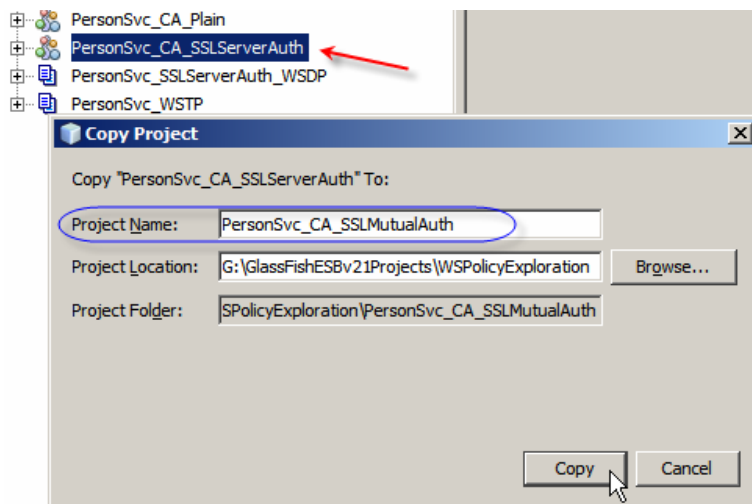 PersonSvc_CA_Plain
PersonSvc_CA_SSLServerAuth
PersonSvc_SSLServerAuth_WSDP
PersonSvc_WSTP
Copy Project
Copy "PersonSvc_CA_SSLServerAuth" To:
Project Name: PersonSvc_CA_SSLMutualAuth
Project Location: G:\GlassFishESBv21Projects\WSPolicyExploration Browse...
Project Folder: SPolicyExploration\PersonSvc_CA_SSLMutualAuth
Copy Cancel